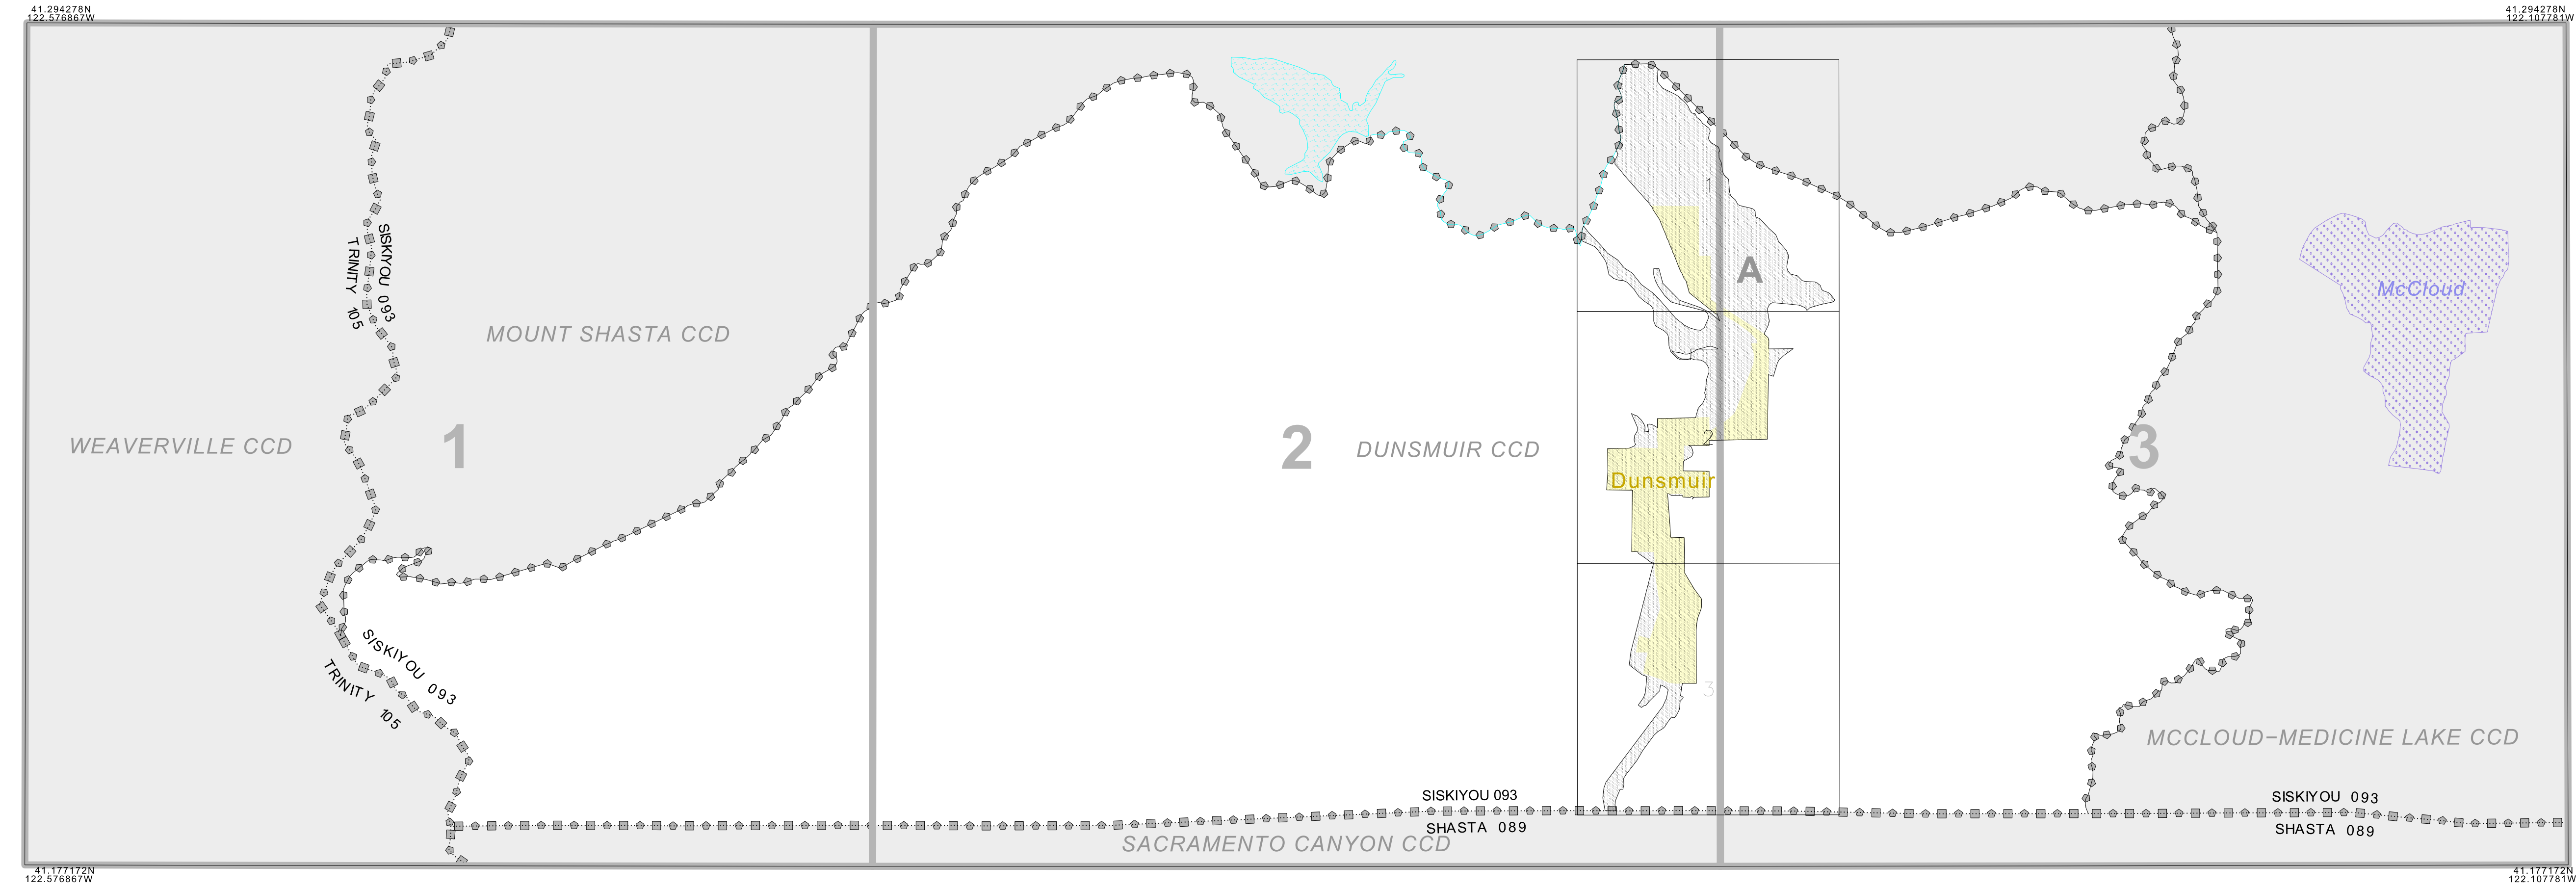 41.294278N
122.576867W
41.294278N
122.107781W
SISKIYOU 093
TRINITY 105
MOUNT SHASTA CCD
WEAVERVILLE CCD
1
2
DUNSMUIR CCD
1
A
2
Dunsmuir
3
McCloud
3
SISKIYOU 093
TRINITY 105
MCCLOUD-MEDICINE LAKE CCD
SISKIYOU 093
SHASTA 089
SACRAMENTO CANYON CCD
SISKIYOU 093
SHASTA 089
41.177172N
122.576867W
41.177172N
122.107781W